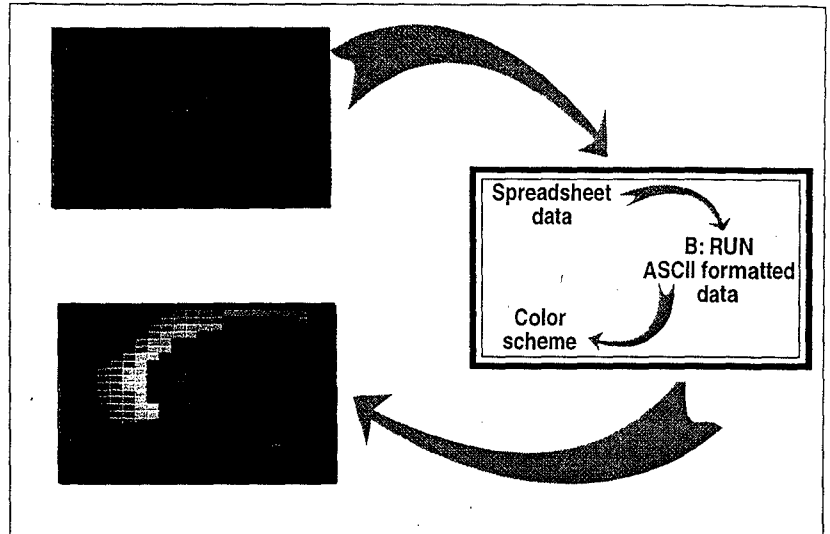 Spreadsheet
data
B: RUN
ASCII formatted
data
Color
scheme